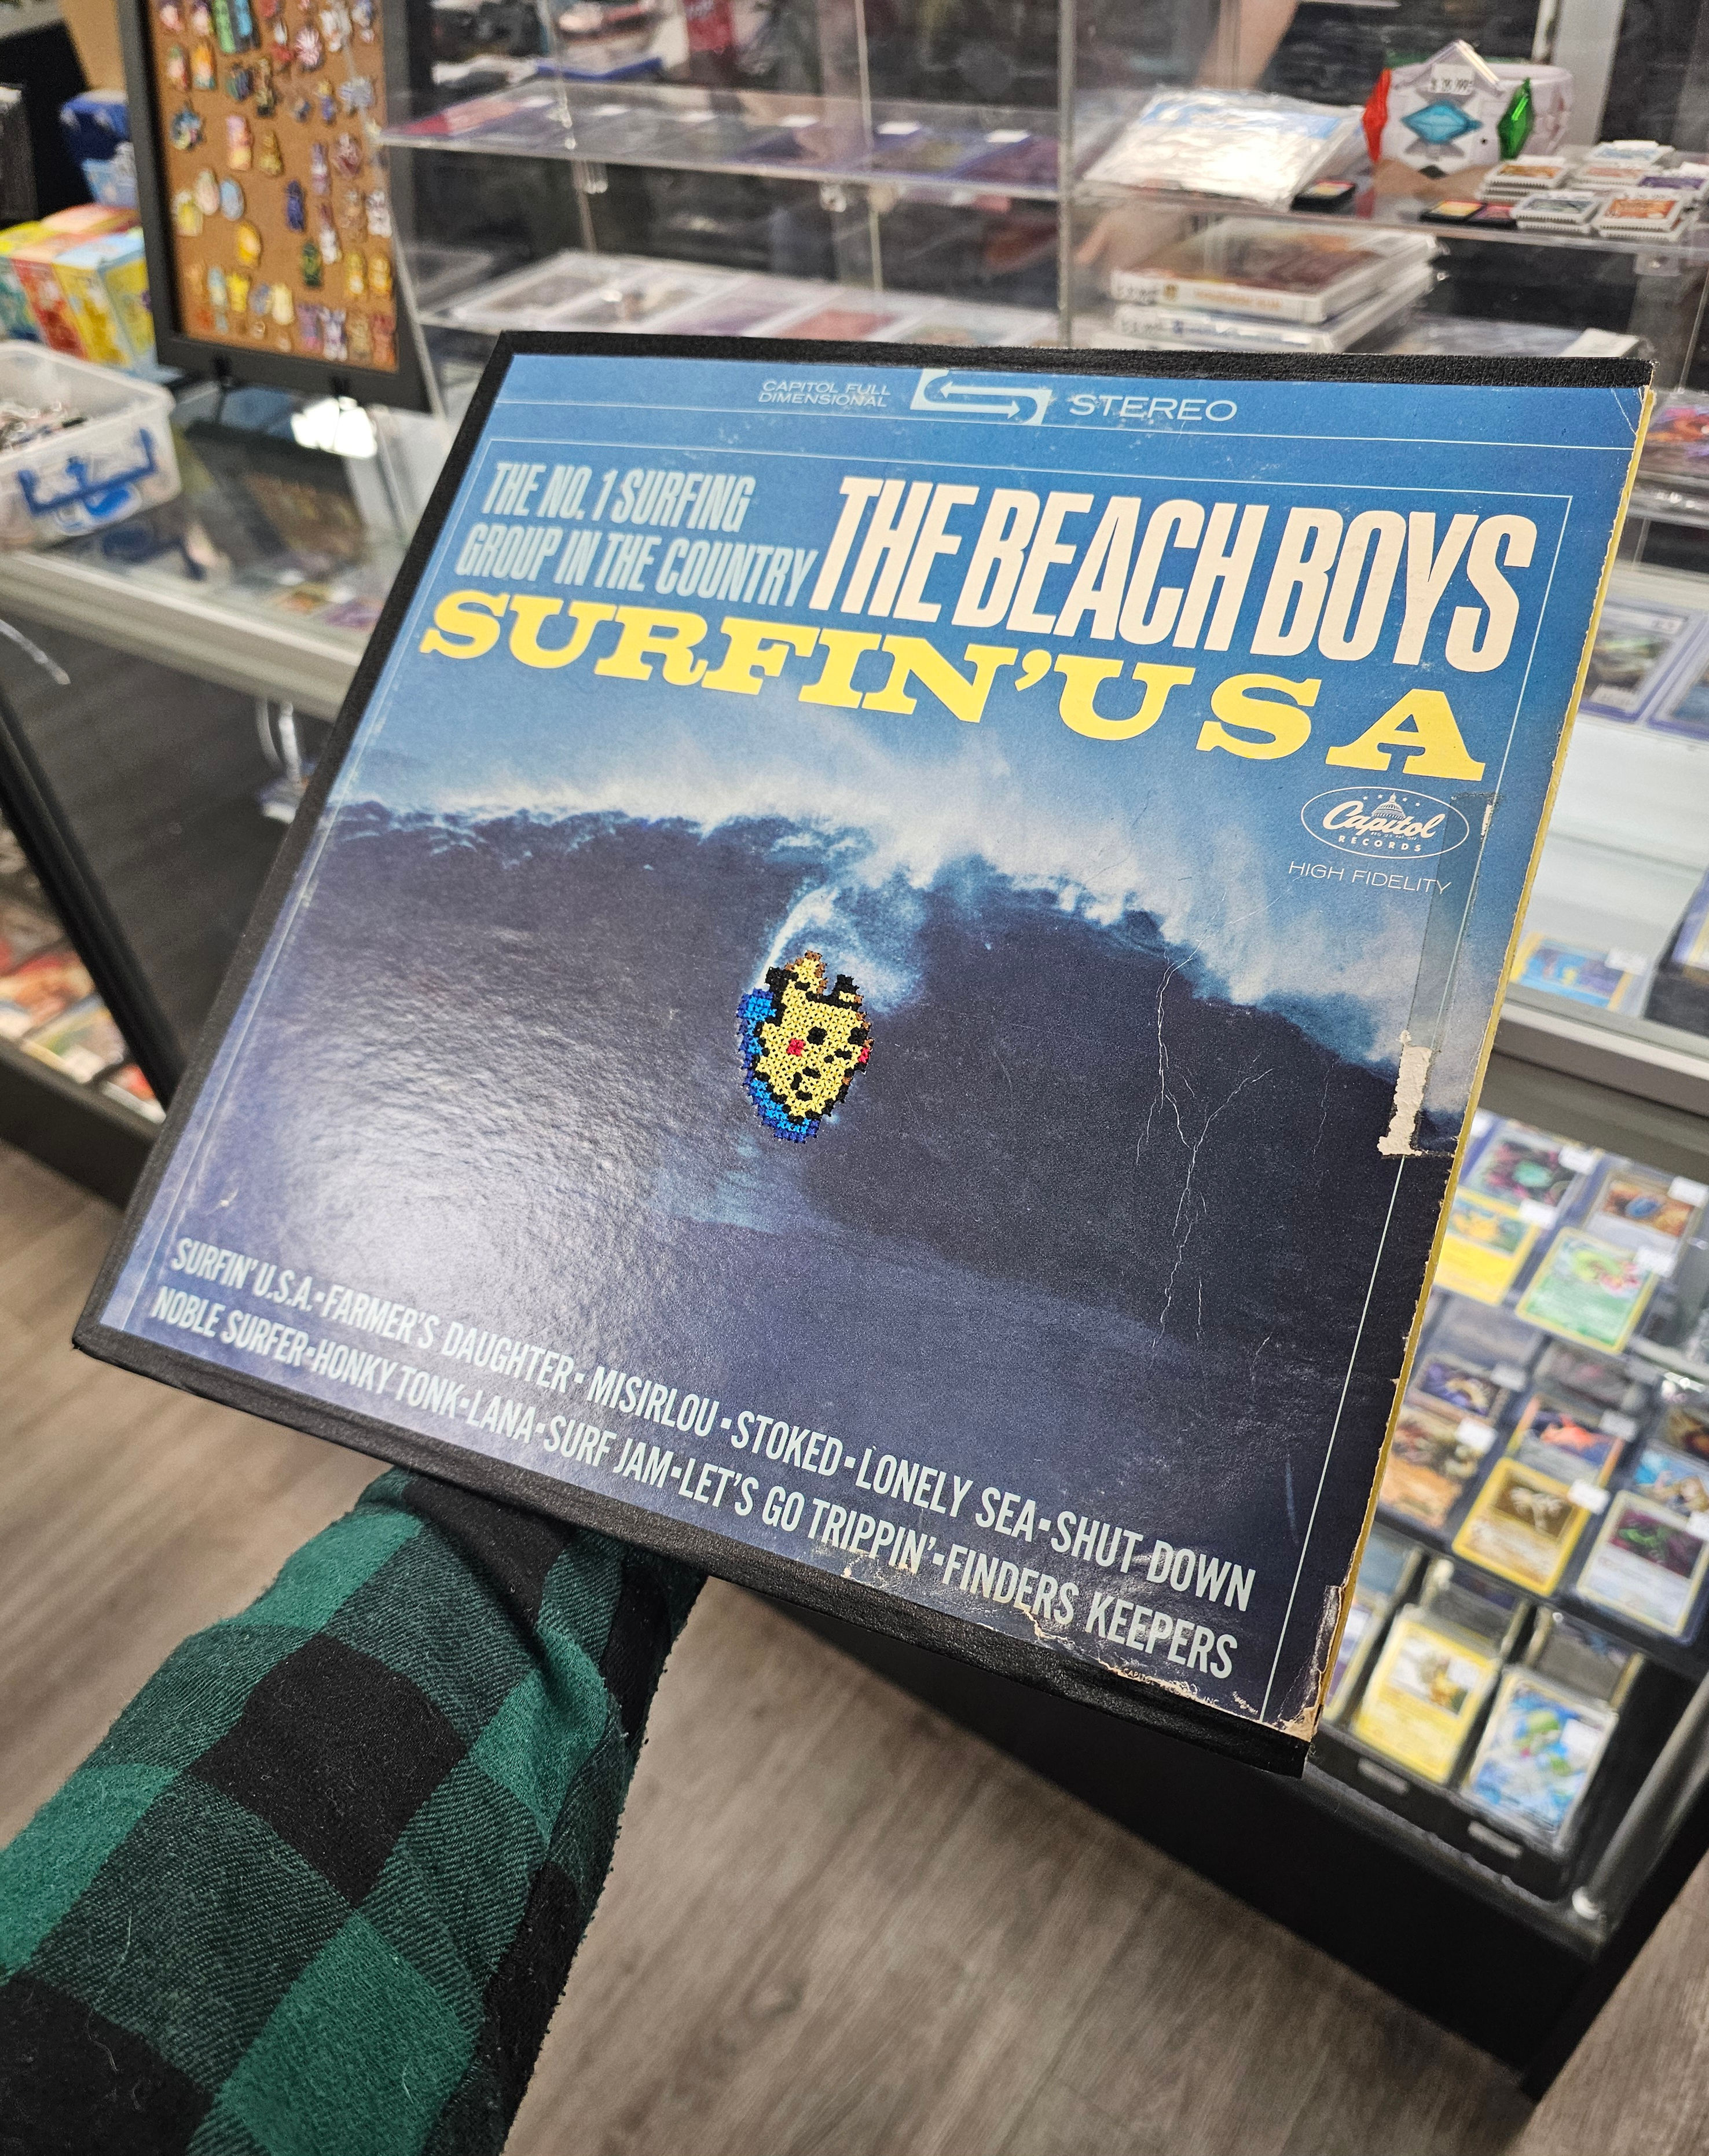 CAPITOL FULL
DIMENSIONAL
STEREO
THE NO. 1 SURFING
GROUP IN THE COUNTRY
THE BEACH BOYS
SURFIN' USA
Capitol
RECORDS
HIGH FIDELITY
SURFIN' U.S.A.▪FARMER'S DAUGHTER▪MISIRLOU▪STOKED▪LONELY SEA▪SHUT DOWN
NOBLE SURFER▪HONKY TONK▪LANA▪SURF JAM▪LET'S GO TRIPPIN'▪FINDERS KEEPERS